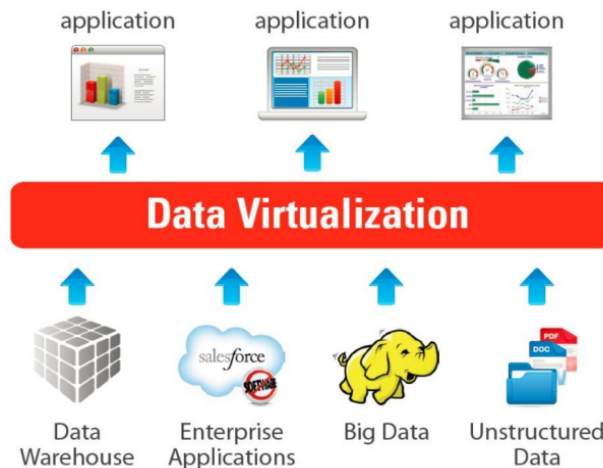 application application application
Data Virtualization
salesforce
SOFTWARE
DOC
PDF
Data Warehouse
Enterprise Applications
Big Data
Unstructured Data